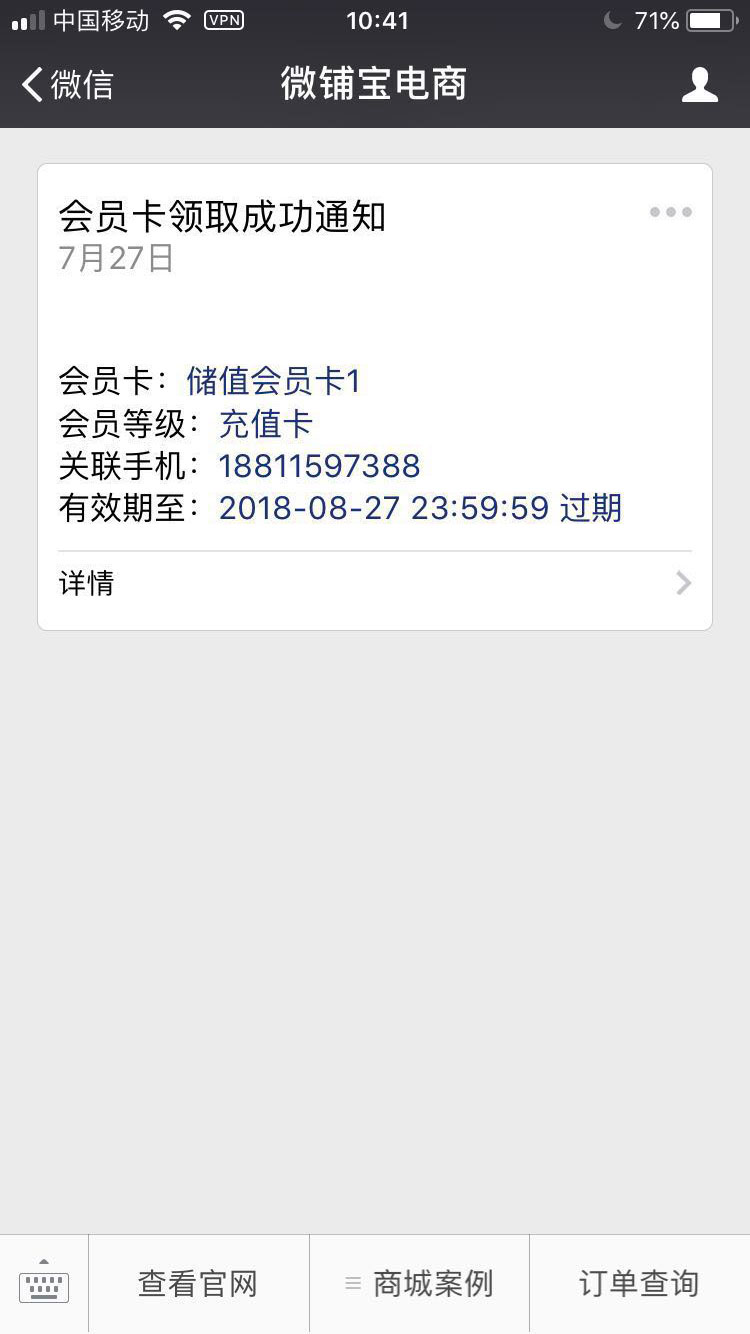 中国移动 VPN 10:41 71%
微信 微铺宝电商
会员卡领取成功通知
7月27日
会员卡：储值会员卡1
会员等级：充值卡
关联手机：18811597388
有效期至：2018-08-27 23:59:59 过期
详情
查看官网 商城案例 订单查询